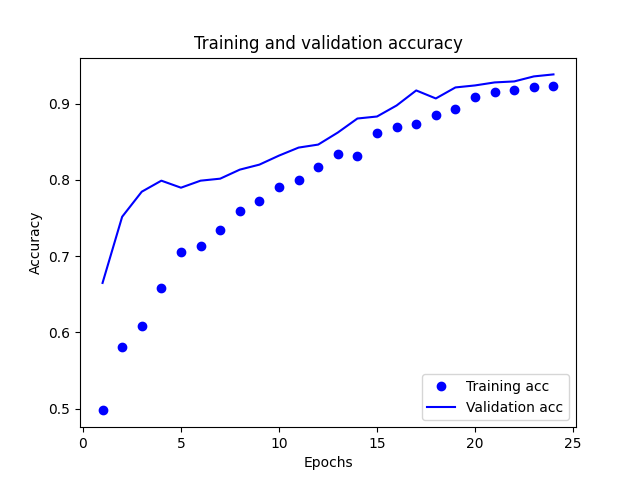 Training and validation accuracy
0.9
0.8
0.7
0.6
0.5
Accuracy
0
5
10
15
20
25
Epochs
Training acc
Validation acc